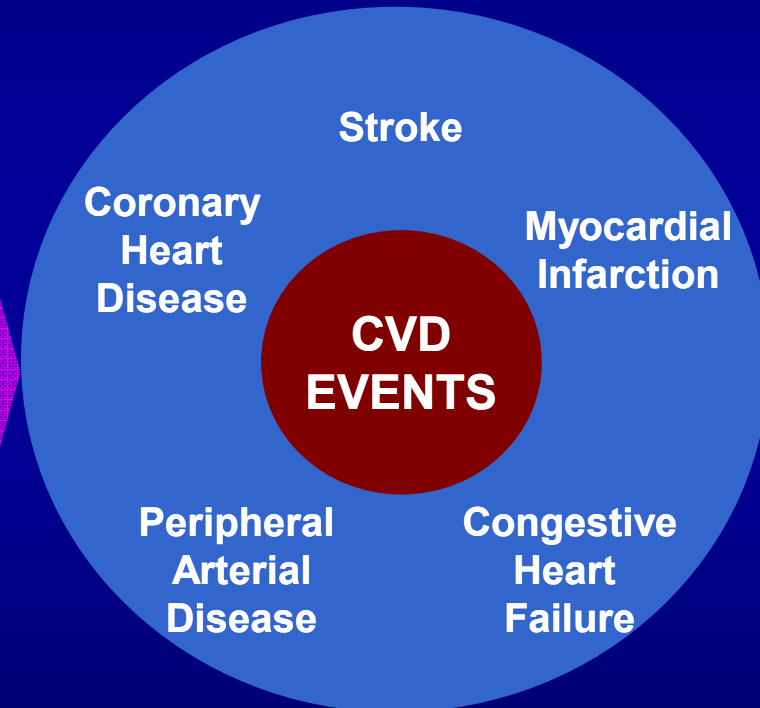 Stroke
Coronary
Heart
Disease
Myocardial
Infarction
CVD
EVENTS
Peripheral
Arterial
Disease
Congestive
Heart
Failure